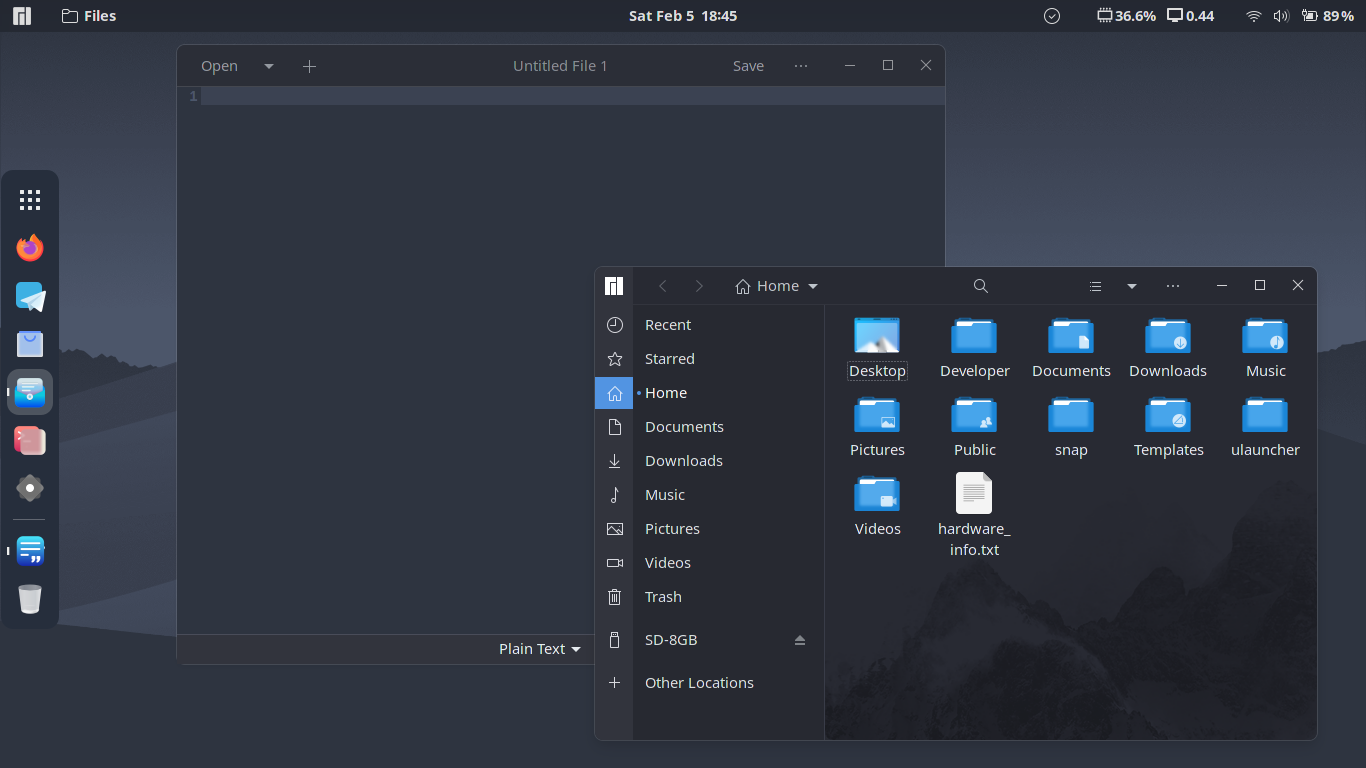 Files
Sat Feb 5 18:45
36.6%
0.44
89%
Open
Untitled File 1
Save
1
Plain Text
Home
Recent
Starred
Home
Documents
Downloads
Music
Pictures
Videos
Trash
SD-8GB
Other Locations
Desktop
Developer
Documents
Downloads
Music
Pictures
Public
snap
Templates
ulauncher
Videos
hardware_
info.txt